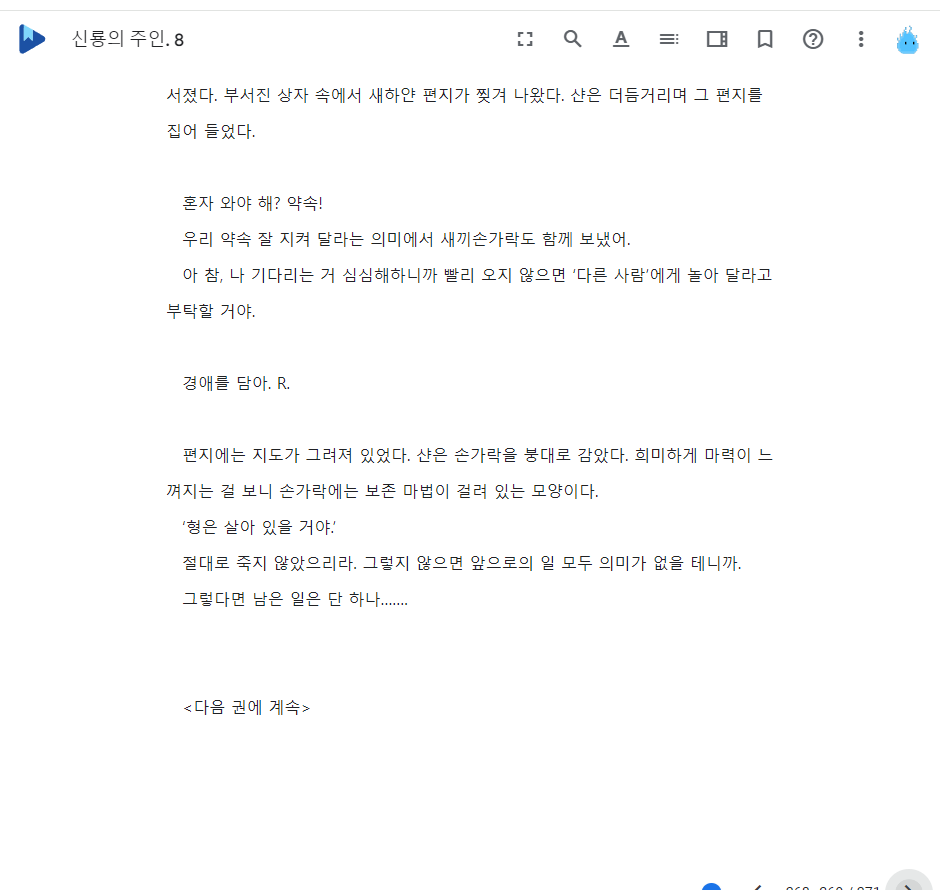 신룡의 주인. 8
서졌다. 부서진 상자 속에서 새하얀 편지가 찢겨 나왔다. 샨은 더듬거리며 그 편지를
집어 들었다.
혼자 와야 해? 약속!
우리 약속 잘 지켜 달라는 의미에서 새끼손가락도 함께 보냈어.
아 참, 나 기다리는 거 심심해하니까 빨리 오지 않으면 ‘다른 사람’에게 놀아 달라고
부탁할 거야.
경애를 담아. R.
편지에는 지도가 그려져 있었다. 샨은 손가락을 붕대로 감았다. 희미하게 마력이 느
껴지는 걸 보니 손가락에는 보존 마법이 걸려 있는 모양이다.
‘형은 살아 있을 거야.’
절대로 죽지 않았으리라. 그렇지 않으면 앞으로의 일 모두 의미가 없을 테니까.
그렇다면 남은 일은 단 하나.......
<다음 권에 계속>